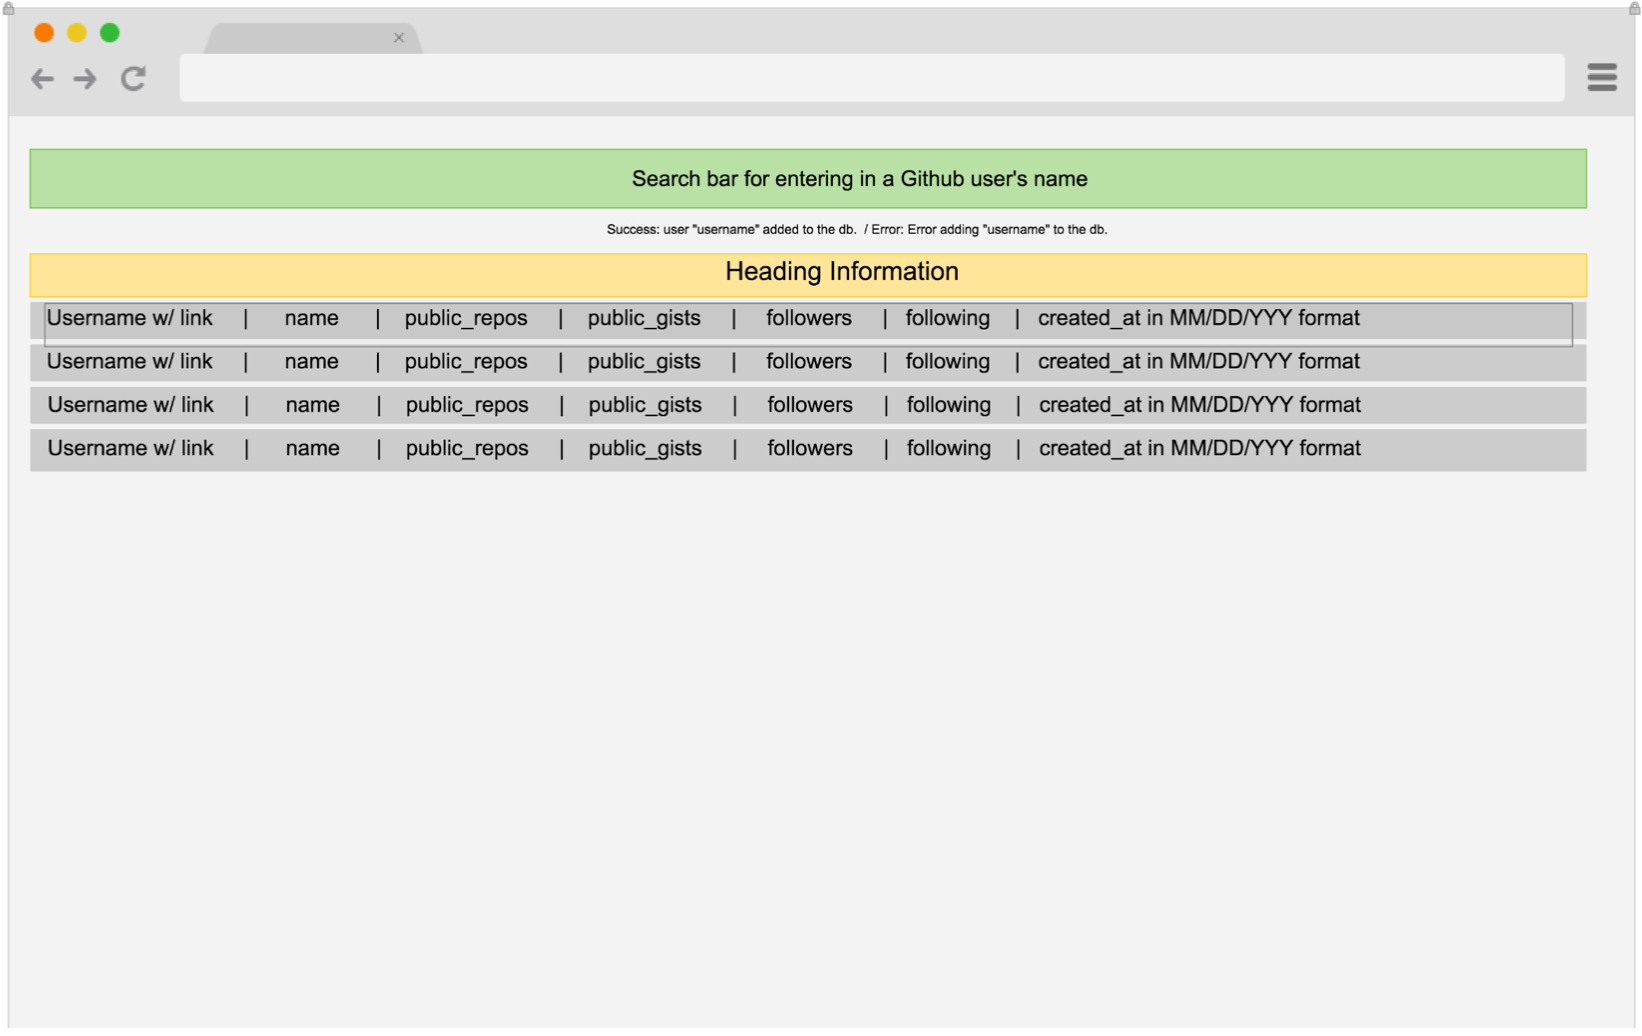 Search bar for entering in a Github user's name
Success: user "username" added to the db.  / Error: Error adding "username" to the db.
Heading Information
Username w/ link | name | public_repos | public_gists | followers | following | created_at in MM/DD/YYY format
Username w/ link | name | public_repos | public_gists | followers | following | created_at in MM/DD/YYY format
Username w/ link | name | public_repos | public_gists | followers | following | created_at in MM/DD/YYY format
Username w/ link | name | public_repos | public_gists | followers | following | created_at in MM/DD/YYY format